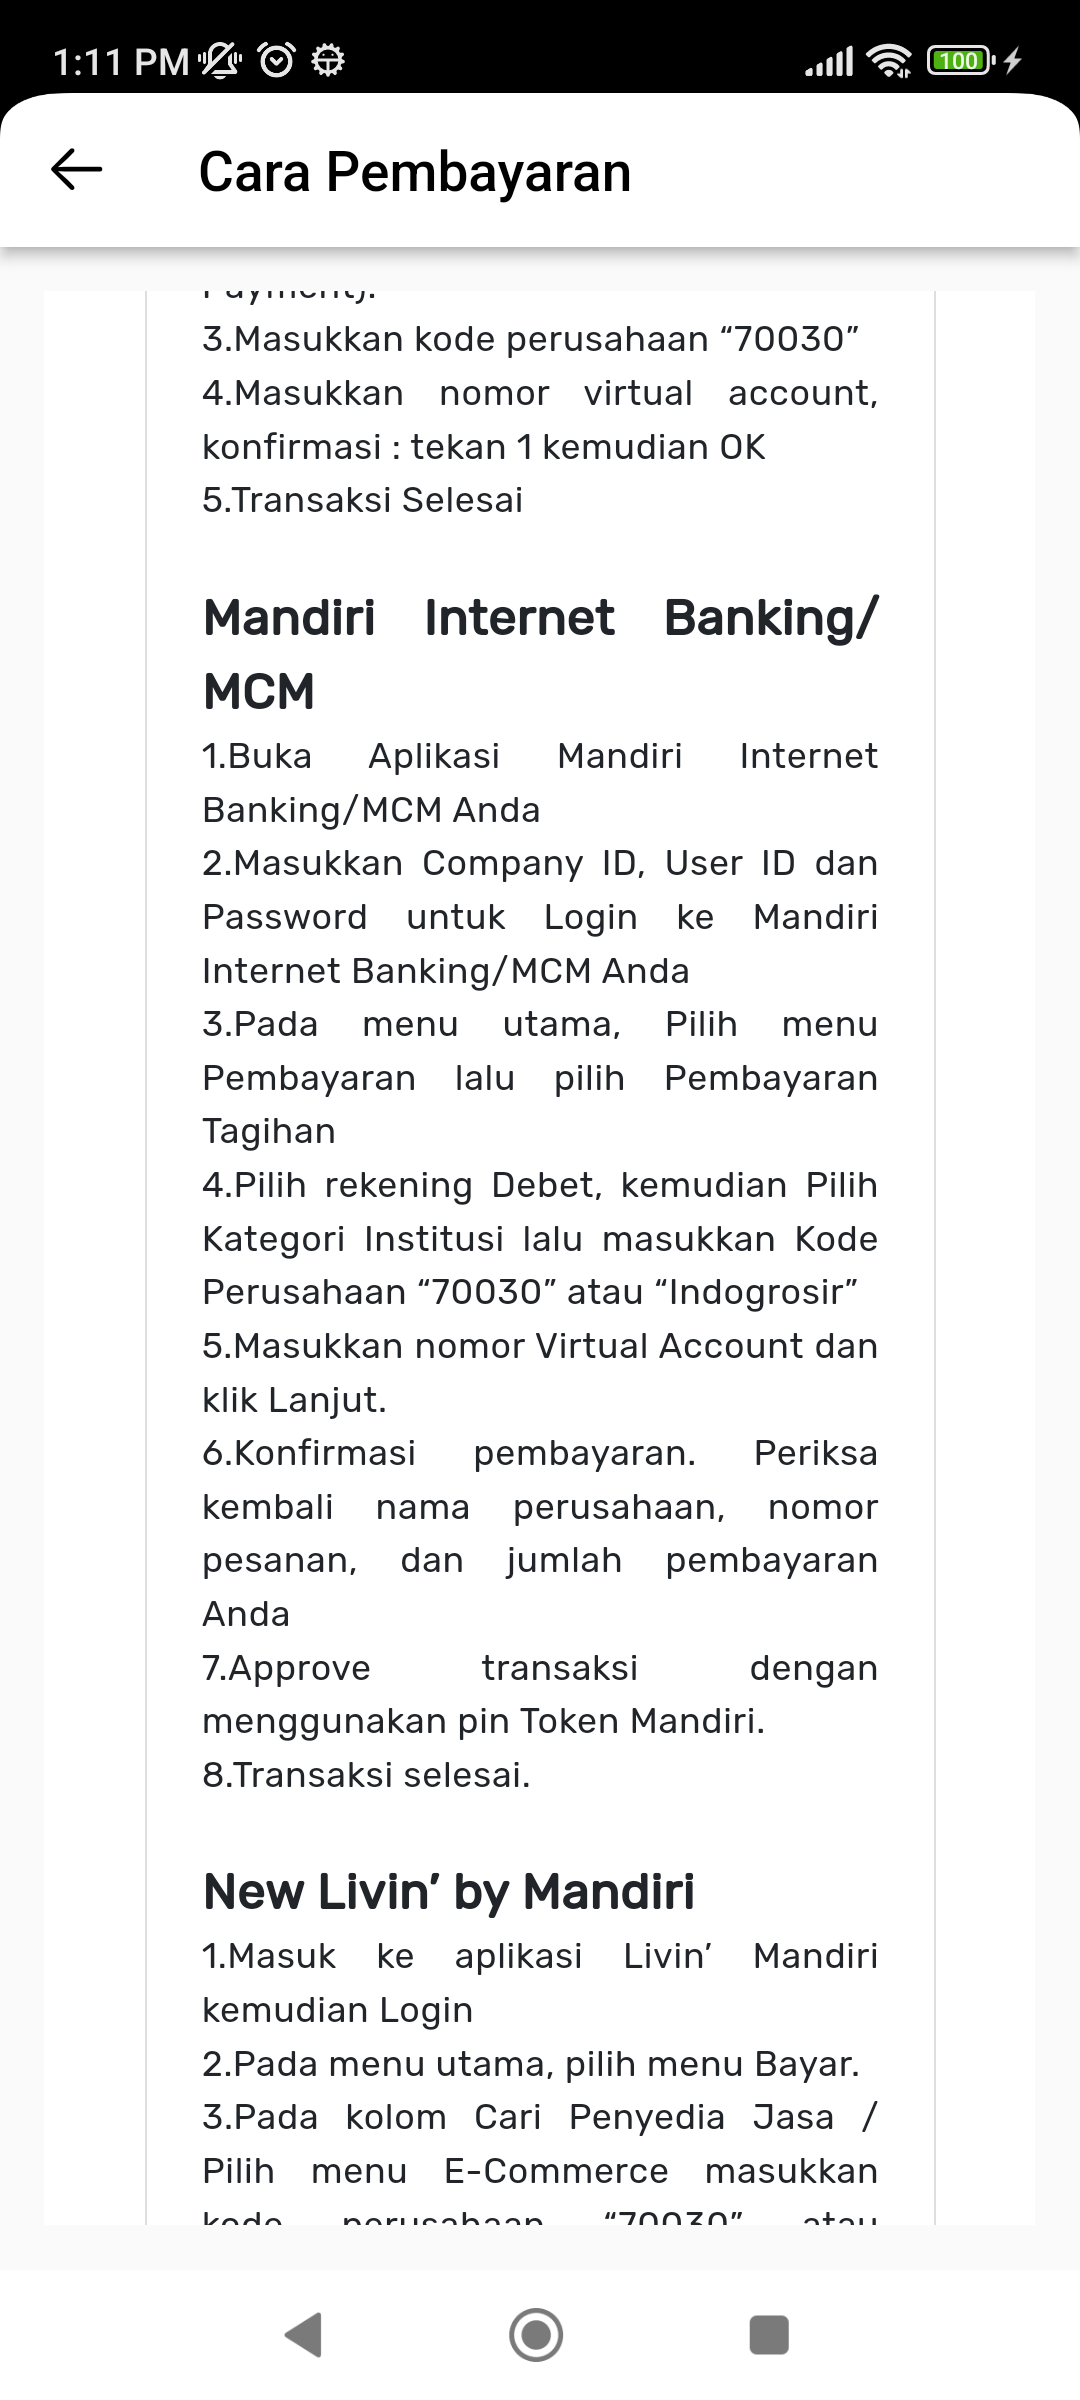 1:11 PM
100
Cara Pembayaran
Payment).
3.Masukkan kode perusahaan “70030”
4.Masukkan nomor virtual account,
konfirmasi : tekan 1 kemudian OK
5.Transaksi Selesai
Mandiri Internet Banking/
MCM
1.Buka Aplikasi Mandiri Internet
Banking/MCM Anda
2.Masukkan Company ID, User ID dan
Password untuk Login ke Mandiri
Internet Banking/MCM Anda
3.Pada menu utama, Pilih menu
Pembayaran lalu pilih Pembayaran
Tagihan
4.Pilih rekening Debet, kemudian Pilih
Kategori Institusi lalu masukkan Kode
Perusahaan “70030” atau “Indogrosir”
5.Masukkan nomor Virtual Account dan
klik Lanjut.
6.Konfirmasi pembayaran. Periksa
kembali nama perusahaan, nomor
pesanan, dan jumlah pembayaran
Anda
7.Approve transaksi dengan
menggunakan pin Token Mandiri.
8.Transaksi selesai.
New Livin’ by Mandiri
1.Masuk ke aplikasi Livin’ Mandiri
kemudian Login
2.Pada menu utama, pilih menu Bayar.
3.Pada kolom Cari Penyedia Jasa /
Pilih menu E-Commerce masukkan
kode perusahaan “70030” atau